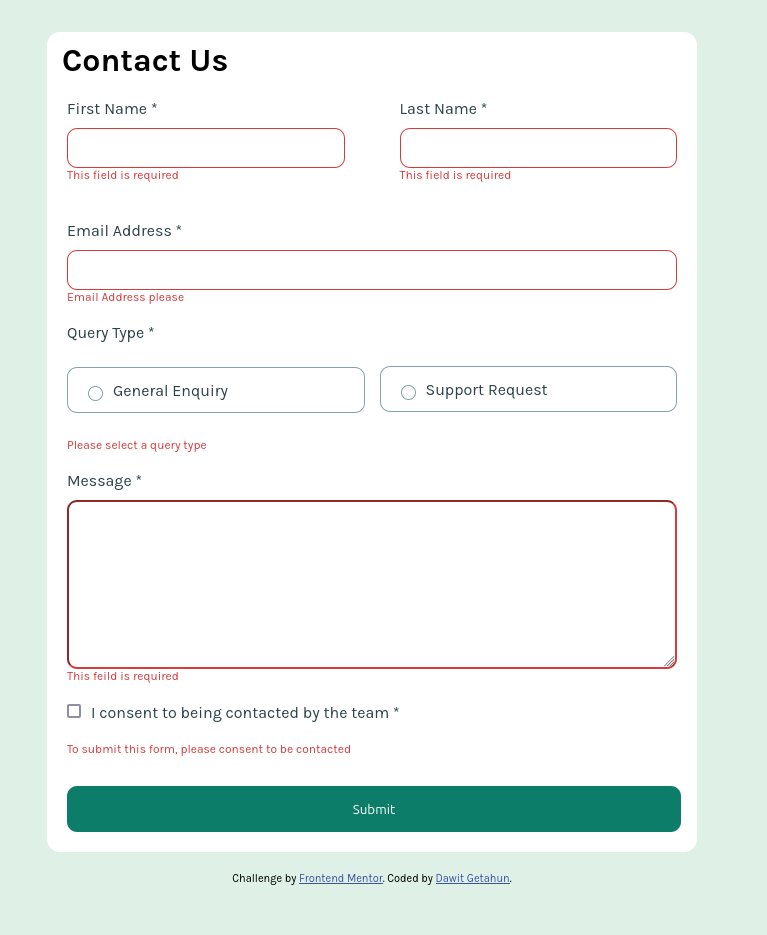 Contact Us
First Name * Last Name *
This field is required This field is required
Email Address *
Email Address please
Query Type *
General Enquiry Support Request
Please select a query type
Message *
This feild is required
I consent to being contacted by the team *
To submit this form, please consent to be contacted
Submit
Challenge by Frontend Mentor. Coded by Dawit Getahun.